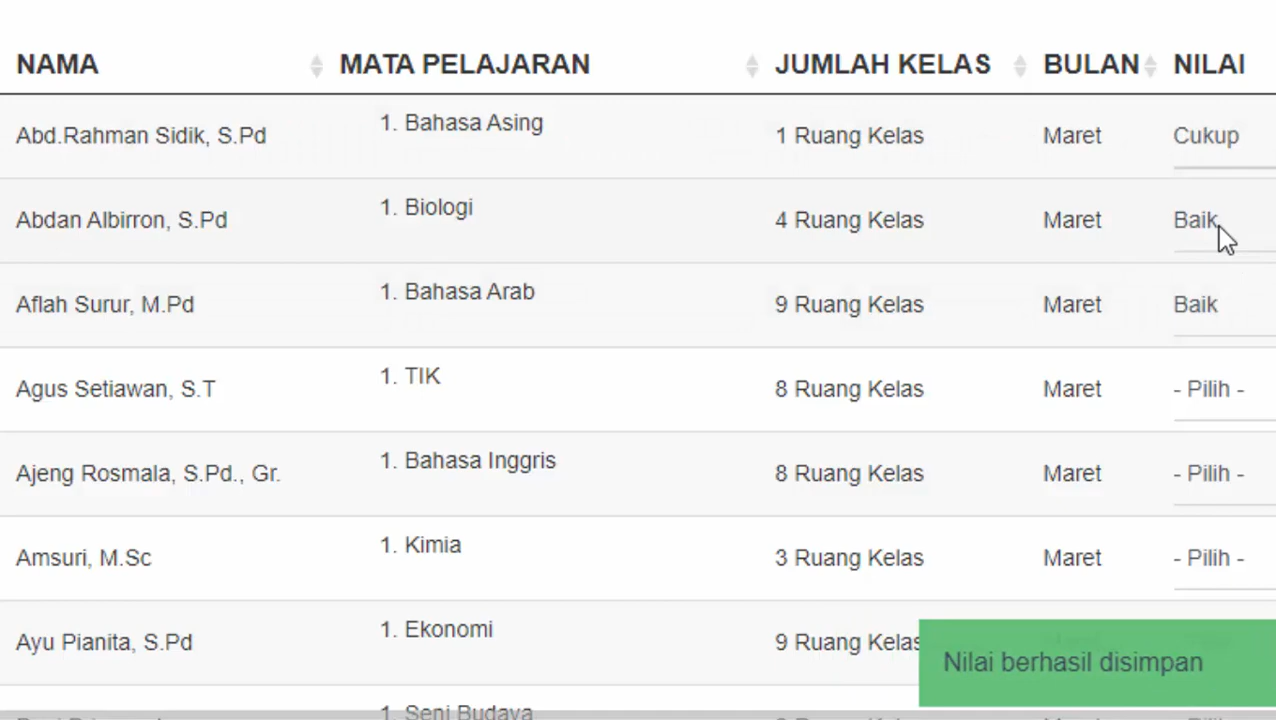 NAMA MATA PELAJARAN JUMLAH KELAS BULAN NILAI
Abd.Rahman Sidik, S.Pd 1. Bahasa Asing 1 Ruang Kelas Maret Cukup
Abdan Albirron, S.Pd 1. Biologi 4 Ruang Kelas Maret Baik
Aflah Surur, M.Pd 1. Bahasa Arab 9 Ruang Kelas Maret Baik
Agus Setiawan, S.T 1. TIK 8 Ruang Kelas Maret - Pilih -
Ajeng Rosmala, S.Pd., Gr. 1. Bahasa Inggris 8 Ruang Kelas Maret - Pilih -
Amsuri, M.Sc 1. Kimia 3 Ruang Kelas Maret - Pilih -
Ayu Pianita, S.Pd 1. Ekonomi 9 Ruang Kelas
Nilai berhasil disimpan
1. Seni Budaya